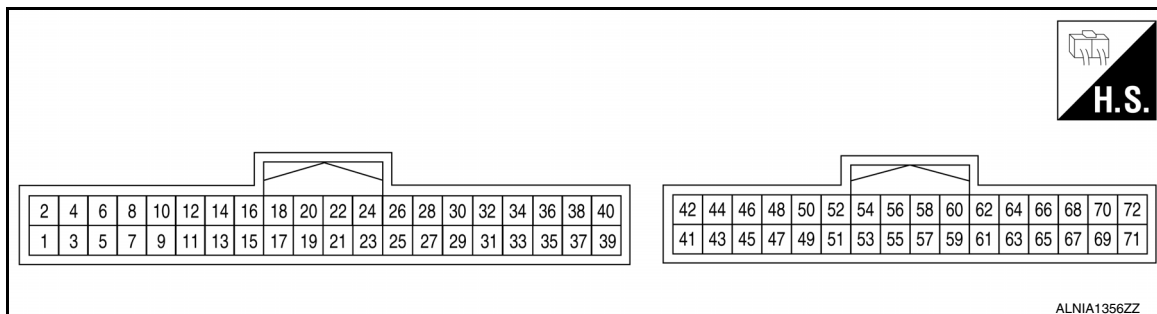 H.S.
2 4 6 8 10 12 14 16 18 20 22 24 26 28 30 32 34 36 38 40
1 3 5 7 9 11 13 15 17 19 21 23 25 27 29 31 33 35 37 39
42 44 46 48 50 52 54 56 58 60 62 64 66 68 70 72
41 43 45 47 49 51 53 55 57 59 61 63 65 67 69 71
ALNIA1356ZZ